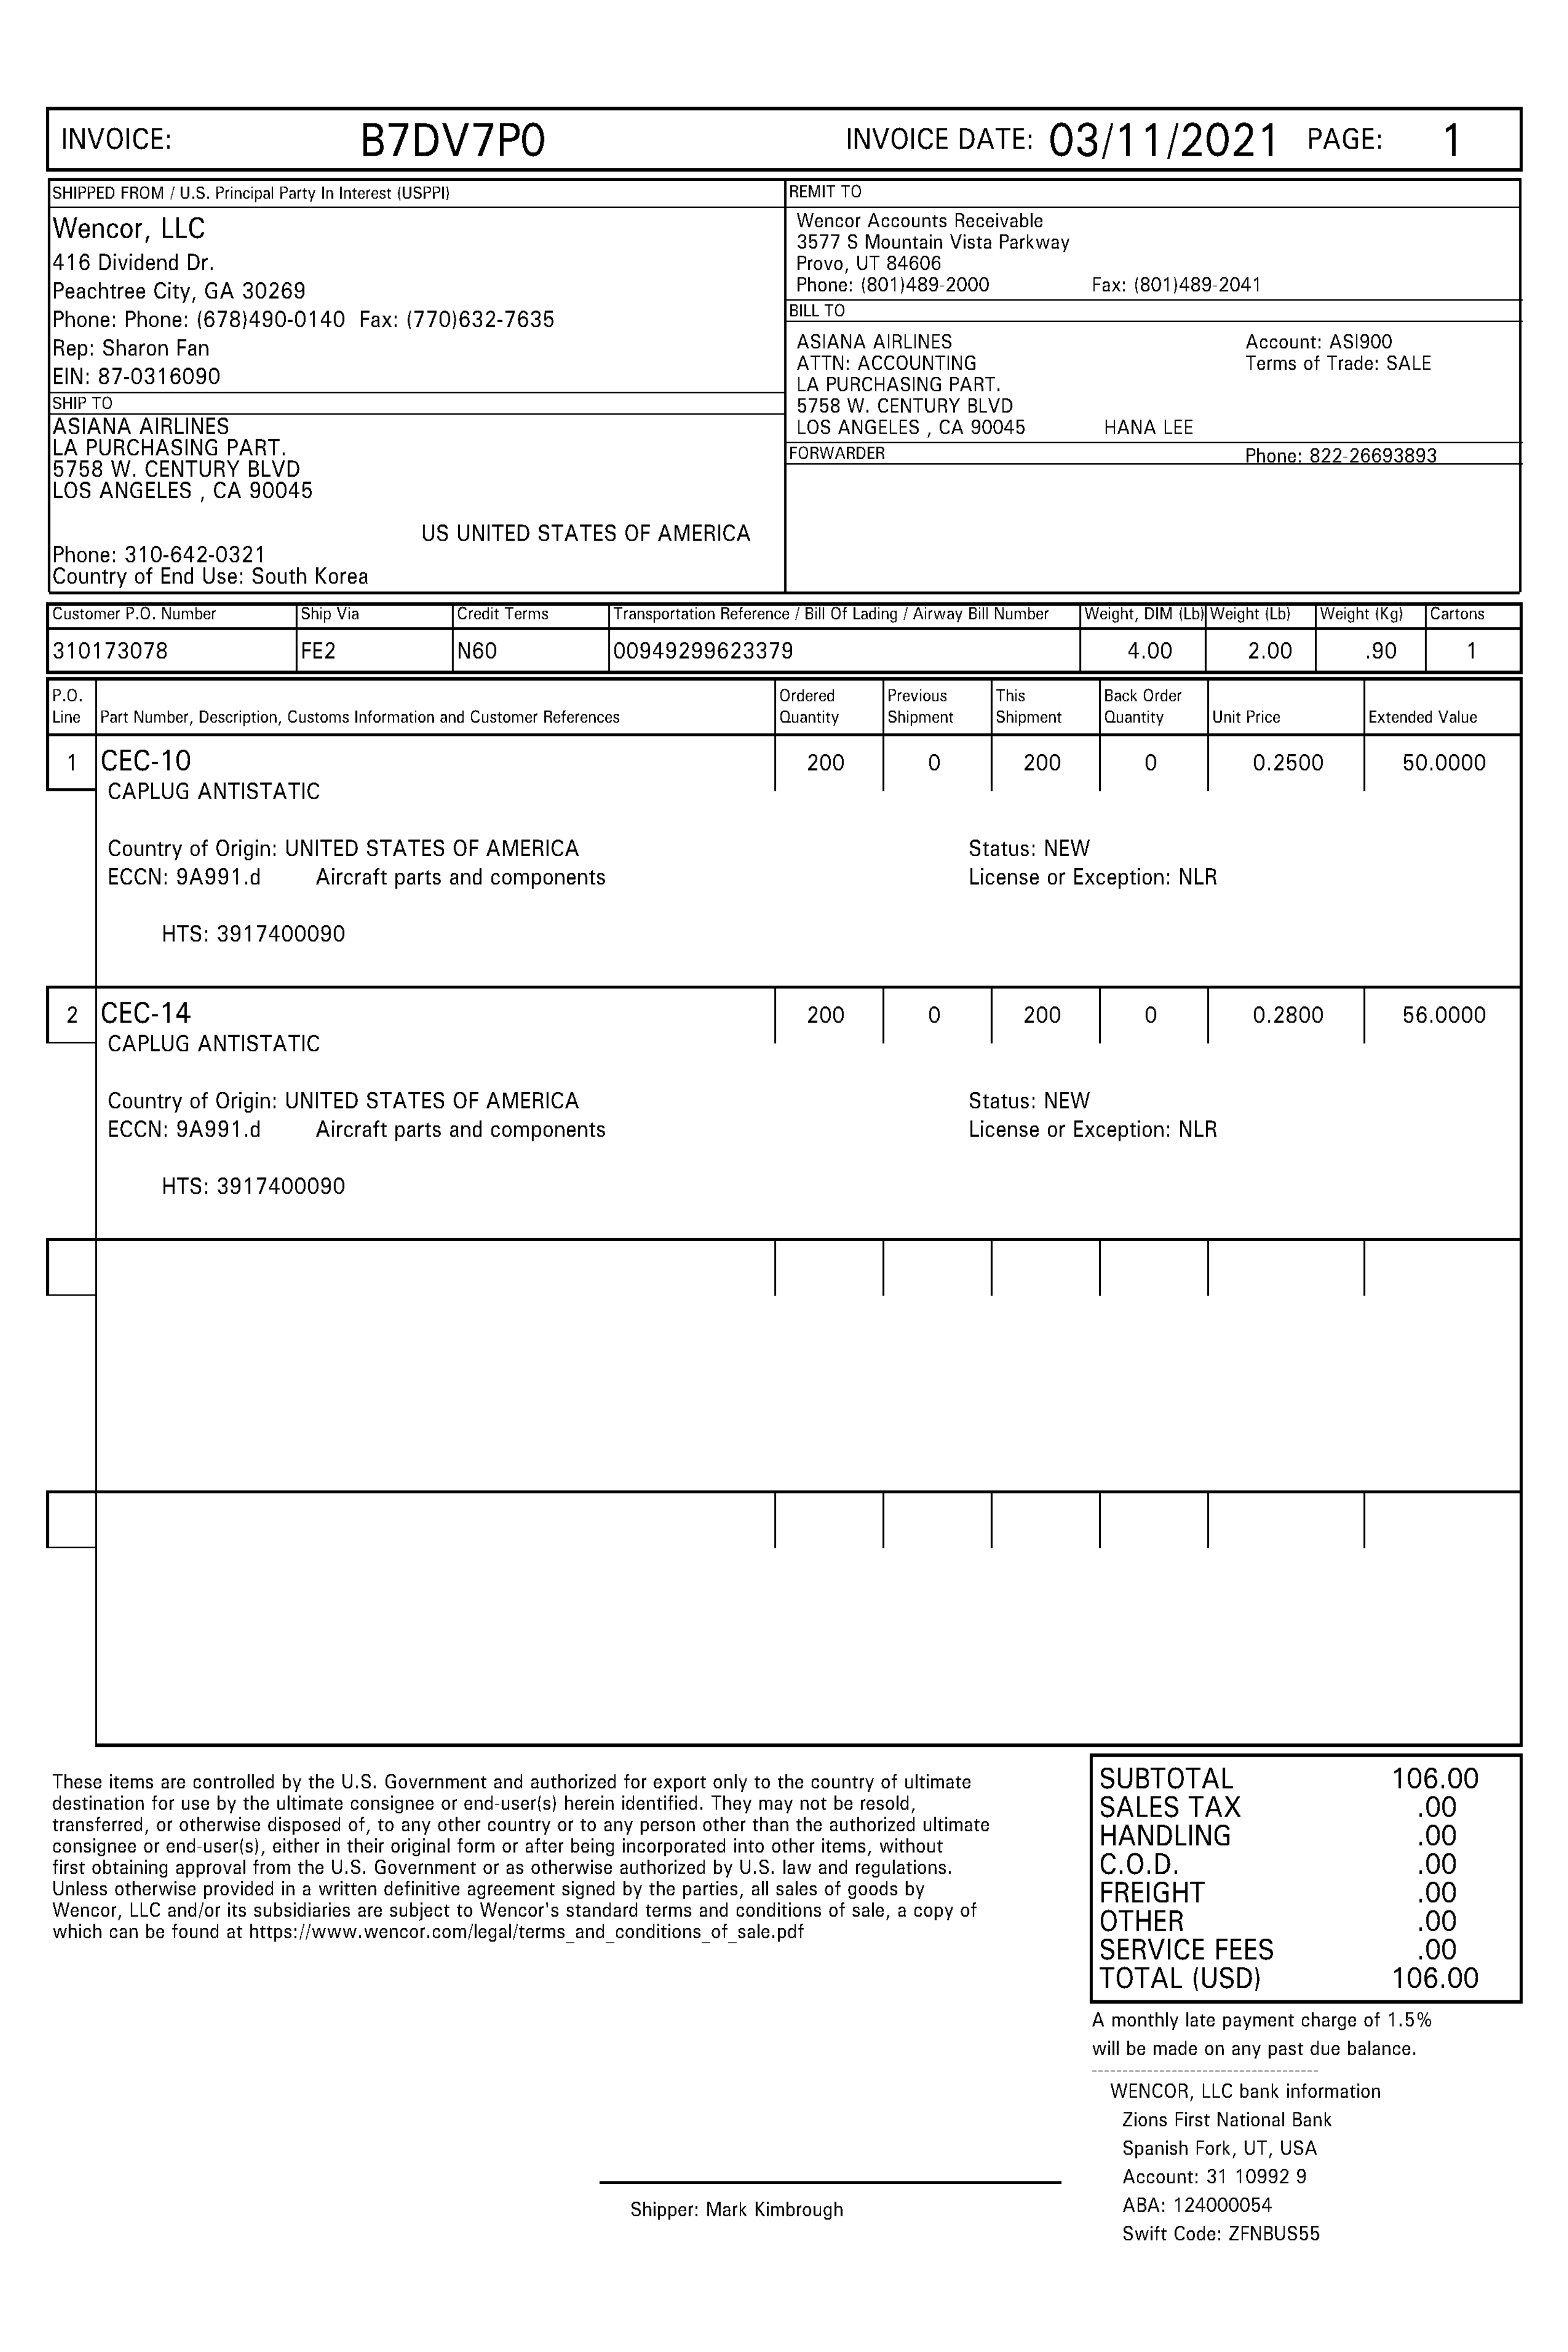 INVOICE: B7DV7P0 INVOICE DATE: 03/11/2021 PAGE: 1
SHIPPED FROM / U.S. Principal Party In Interest (USPPI)
Wencor, LLC
416 Dividend Dr.
Peachtree City, GA 30269
Phone: Phone: (678)490-0140 Fax: (770)632-7635
Rep: Sharon Fan
EIN: 87-0316090
SHIP TO
ASIANA AIRLINES
LA PURCHASING PART.
5758 W. CENTURY BLVD
LOS ANGELES , CA 90045
US UNITED STATES OF AMERICA
Phone: 310-642-0321
Country of End Use: South Korea
REMIT TO
Wencor Accounts Receivable
3577 S Mountain Vista Parkway
Provo, UT 84606
Phone: (801)489-2000 Fax: (801)489-2041
BILL TO
ASIANA AIRLINES Account: ASI900
ATTN: ACCOUNTING Terms of Trade: SALE
LA PURCHASING PART.
5758 W. CENTURY BLVD
LOS ANGELES , CA 90045 HANA LEE
FORWARDER Phone: 822-26693893
Customer P.O. Number Ship Via Credit Terms Transportation Reference / Bill Of Lading / Airway Bill Number Weight, DIM (Lb) Weight (Lb) Weight (Kg) Cartons
310173078 FE2 N60 00949299623379 4.00 2.00 .90 1
P.O. Ordered Previous This Back Order
Line Part Number, Description, Customs Information and Customer References Quantity Shipment Shipment Quantity Unit Price Extended Value
1 CEC-10 200 0 200 0 0.2500 50.0000
CAPLUG ANTISTATIC
Country of Origin: UNITED STATES OF AMERICA Status: NEW
ECCN: 9A991.d Aircraft parts and components License or Exception: NLR
HTS: 3917400090
2 CEC-14 200 0 200 0 0.2800 56.0000
CAPLUG ANTISTATIC
Country of Origin: UNITED STATES OF AMERICA Status: NEW
ECCN: 9A991.d Aircraft parts and components License or Exception: NLR
HTS: 3917400090
These items are controlled by the U.S. Government and authorized for export only to the country of ultimate
destination for use by the ultimate consignee or end-user(s) herein identified. They may not be resold,
transferred, or otherwise disposed of, to any other country or to any person other than the authorized ultimate
consignee or end-user(s), either in their original form or after being incorporated into other items, without
first obtaining approval from the U.S. Government or as otherwise authorized by U.S. law and regulations.
Unless otherwise provided in a written definitive agreement signed by the parties, all sales of goods by
Wencor, LLC and/or its subsidiaries are subject to Wencor's standard terms and conditions of sale, a copy of
which can be found at https://www.wencor.com/legal/terms_and_conditions_of_sale.pdf
SUBTOTAL 106.00
SALES TAX .00
HANDLING .00
C.O.D. .00
FREIGHT .00
OTHER .00
SERVICE FEES .00
TOTAL (USD) 106.00
A monthly late payment charge of 1.5%
will be made on any past due balance.
-------------------------------------
WENCOR, LLC bank information
Zions First National Bank
Spanish Fork, UT, USA
Account: 31 10992 9
ABA: 124000054
Swift Code: ZFNBUS55
Shipper: Mark Kimbrough